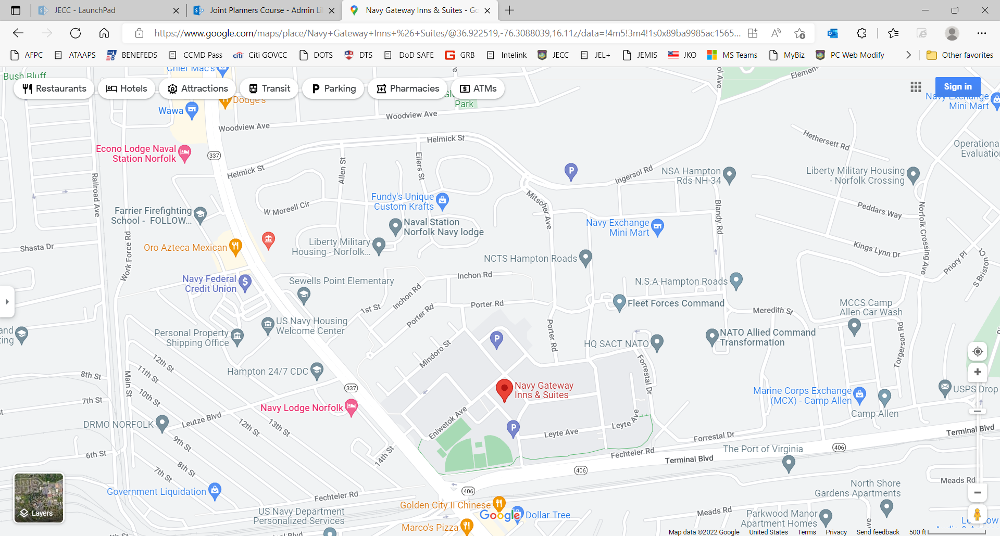 JECC - LaunchPad
Joint Planners Course - Admin Li
Navy Gateway Inns & Suites - Go
https://www.google.com/maps/place/Navy+Gateway+Inns+%26+Suites/@36.922519,-76.3088039,16.11z/data=!4m5!3m4!1s0x89ba9985ac1565...
AFPC
ATAAPS
BENEFEDS
CCMD Pass
citi Citi GOVCC
DOTS
DTS
DoD SAFE
GRB
Intelink
JECC
JEL+
JEMIS
JKO
MS Teams
MyBiz
PC Web Modify
Other favorites
Bush Bluff
Chief Mac's
Element
ol Ave
Restaurants
Hotels
Attractions
Transit
Parking
Pharmacies
ATMs
Sign in
Dodge's
Park
Navy Exchange
Mini Mart
Wawa
Woodview Ave
Woodview Ave
Helmick St
Hethersett Rd
Operationa
Evaluatio
Econo Lodge Naval
Station Norfolk
337
Helmick St
Allen St
Eilers St
P
Ingersol Rd
NSA Hampton
Rds NH-34
Liberty Military Housing
- Norfolk Crossing
Railroad Ave
Fundy's Unique
Custom Krafts
W Moreell Cir
Mitscher Ave
Blandy Rd
Peddars Way
Norfolk Crossing Ave
Farrier Firefighting
School - FOLLOW...
Naval Station
Norfolk Navy lodge
Navy Exchange
Mini Mart
Oro Azteca Mexican
Shasta Dr
Work Force Rd
Liberty Military
Housing - Norfolk...
NCTS Hampton Roads
Kings Lynn Dr
Priory Pl
S Briston Ct
Navy Federal
Credit Union
Sewells Point Elementary
Inchon Rd
Inchon Rd
N.S.A Hampton Roads
1st St
Porter Rd
Porter Rd
Fleet Forces Command
Meredith St
MCCS Camp
Allen Car Wash
US Navy Housing
Welcome Center
and
ing
Personal Property
Shipping Office
P
Porter Rd
HQ SACT NATO
NATO Allied Command
Transformation
Torgerson Rd
Mindoro St
Forrestal Dr
12th St
11th St
10th St
8th St
Main St
Hampton 24/7 CDC
337
Navy Gateway
Inns & Suites
Marine Corps Exchange
(MCX) - Camp Allen
USPS Drop
7th St
Navy Lodge Norfolk
Camp Allen
DRMO NORFOLK
Leutze Blvd
12th St
13th St
Eniwetok Ave
P
Leyte Ave
Leyte Ave
Forrestal Dr
Terminal Blvd
9th St
6th St
8th St
7th St
14th St
Fechteler Rd
Terminal Blvd
406
The Port of Virginia
406
Meads Rd
Government Liquidation
Fechteler Rd
406
North Shore
Gardens Apartments
Layers
US Navy Department
Personalized Services
Golden City II Chinese
Google
Dollar Tree
Meads Rd
Parkwood Manor
Apartment Homes
Marco's Pizza
Map data ©2022 Google
United States
Terms
Privacy
Send feedback
500 ft